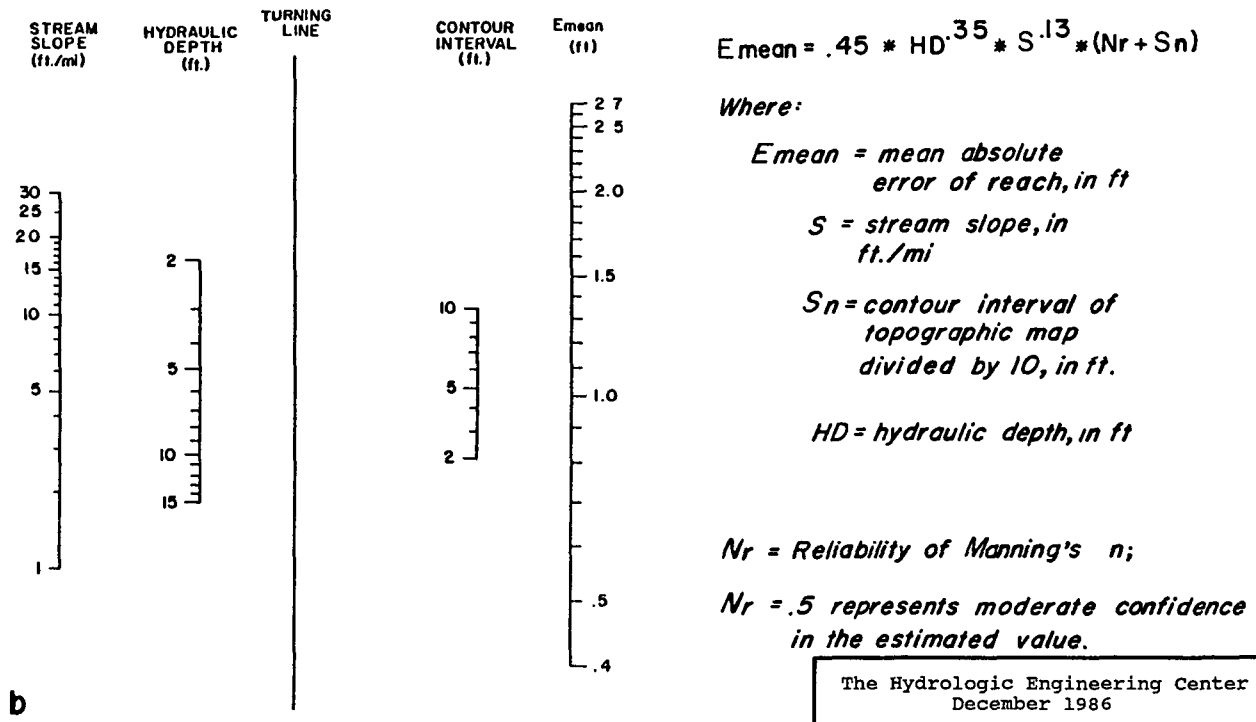 STREAM
SLOPE
(ft./mi)
HYDRAULIC
DEPTH
(ft.)
TURNING
LINE
CONTOUR
INTERVAL
(ft.)
Emean
(ft)
30
25
20
15
10
5
1
2
5
10
15
10
5
2
2 7
2 5
2.0
1.5
1.0
.5
.4
Emean = .45 * HD.35 * S.13 * (Nr + Sn)
Where:
Emean = mean absolute
error of reach, in ft
S = stream slope, in
ft./mi
Sn = contour interval of
topographic map
divided by 10, in ft.
HD = hydraulic depth, in ft
Nr = Reliability of Manning's n;
Nr = .5 represents moderate confidence
in the estimated value.
The Hydrologic Engineering Center
December 1986
b